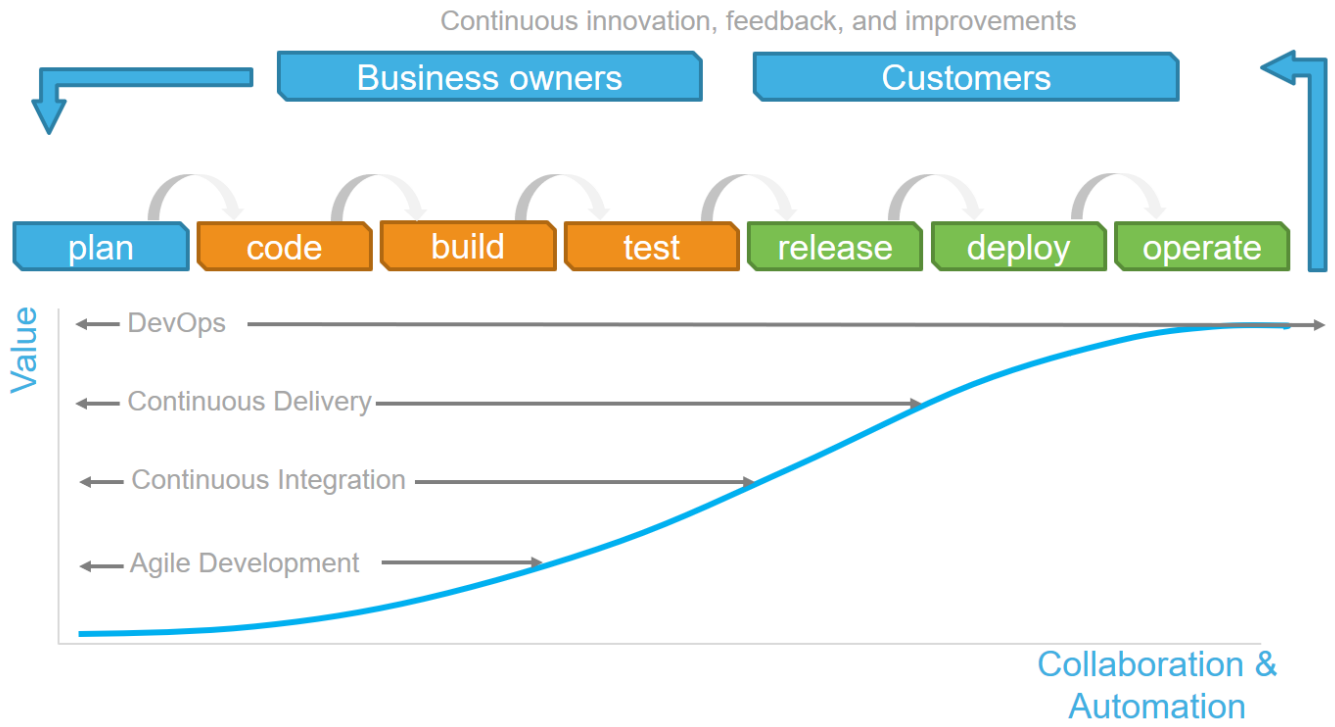 Continuous innovation, feedback, and improvements
Business owners
Customers
plan
code
build
test
release
deploy
operate
Value
DevOps
Continuous Delivery
Continuous Integration
Agile Development
Collaboration &
Automation